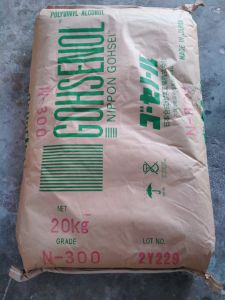 POLYVINYL ALCOHOL
GOHSENOL
NIPPON GOHSEI
ゴーセノール
N-300
MADE IN JAPAN
NET
20kg
GRADE
LOT NO.
N-300
2Y229